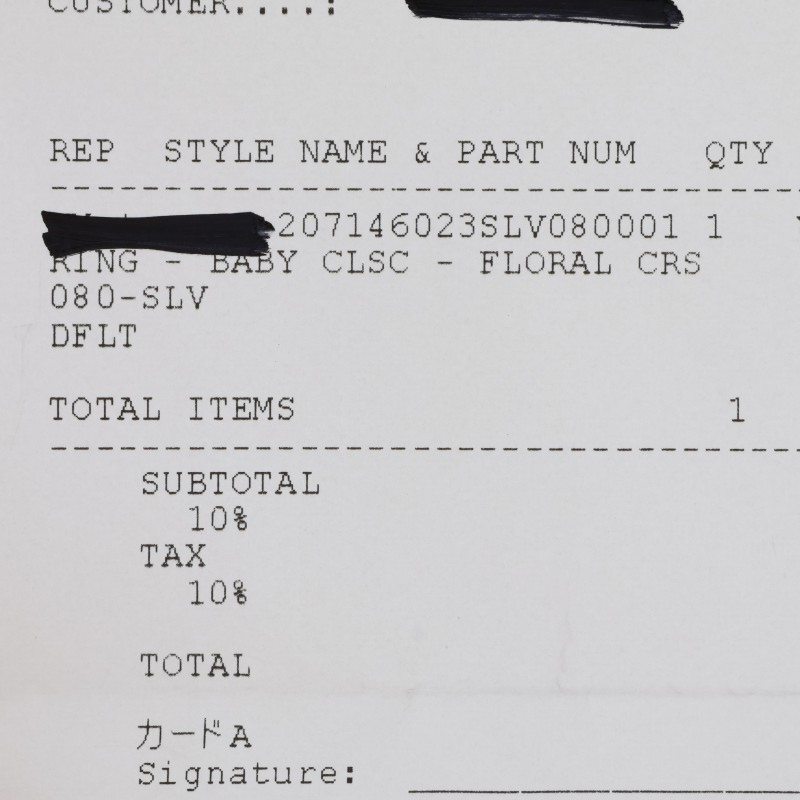 CUSTOMER....:
REP STYLE NAME & PART NUM QTY
207146023SLV080001 1
RING - BABY CLSC - FLORAL CRS
080-SLV
DFLT
TOTAL ITEMS 1
SUBTOTAL
10%
TAX
10%
TOTAL
カードA
Signature: